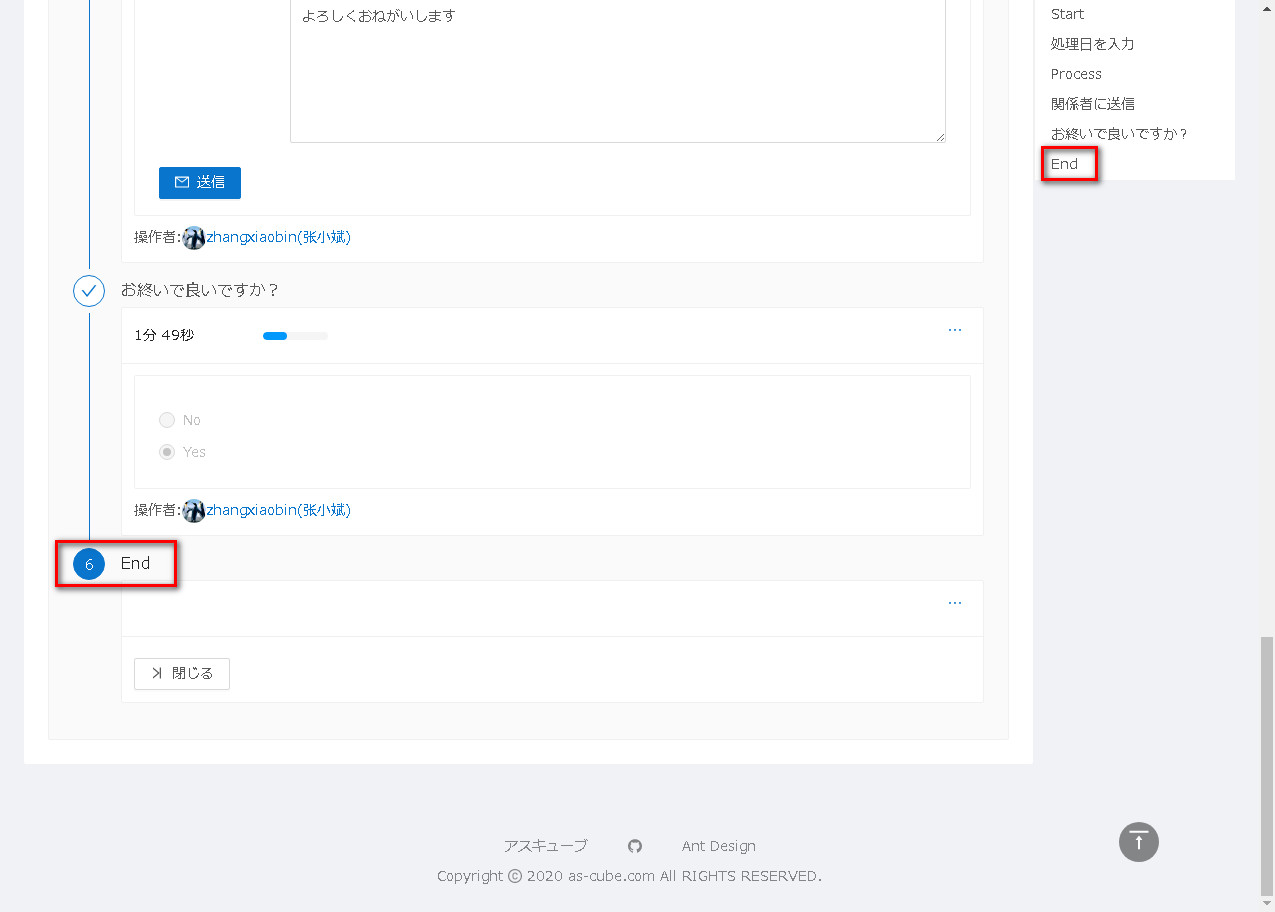 よろしくおねがいします
送信
操作者:zhangxiaobin(张小斌)
お終いで良いですか？
1分 49秒
No
Yes
操作者:zhangxiaobin(张小斌)
6 End
閉じる
Start
処理日を入力
Process
関係者に送信
お終いで良いですか？
End
アスキューブ Ant Design
Copyright © 2020 as-cube.com All RIGHTS RESERVED.